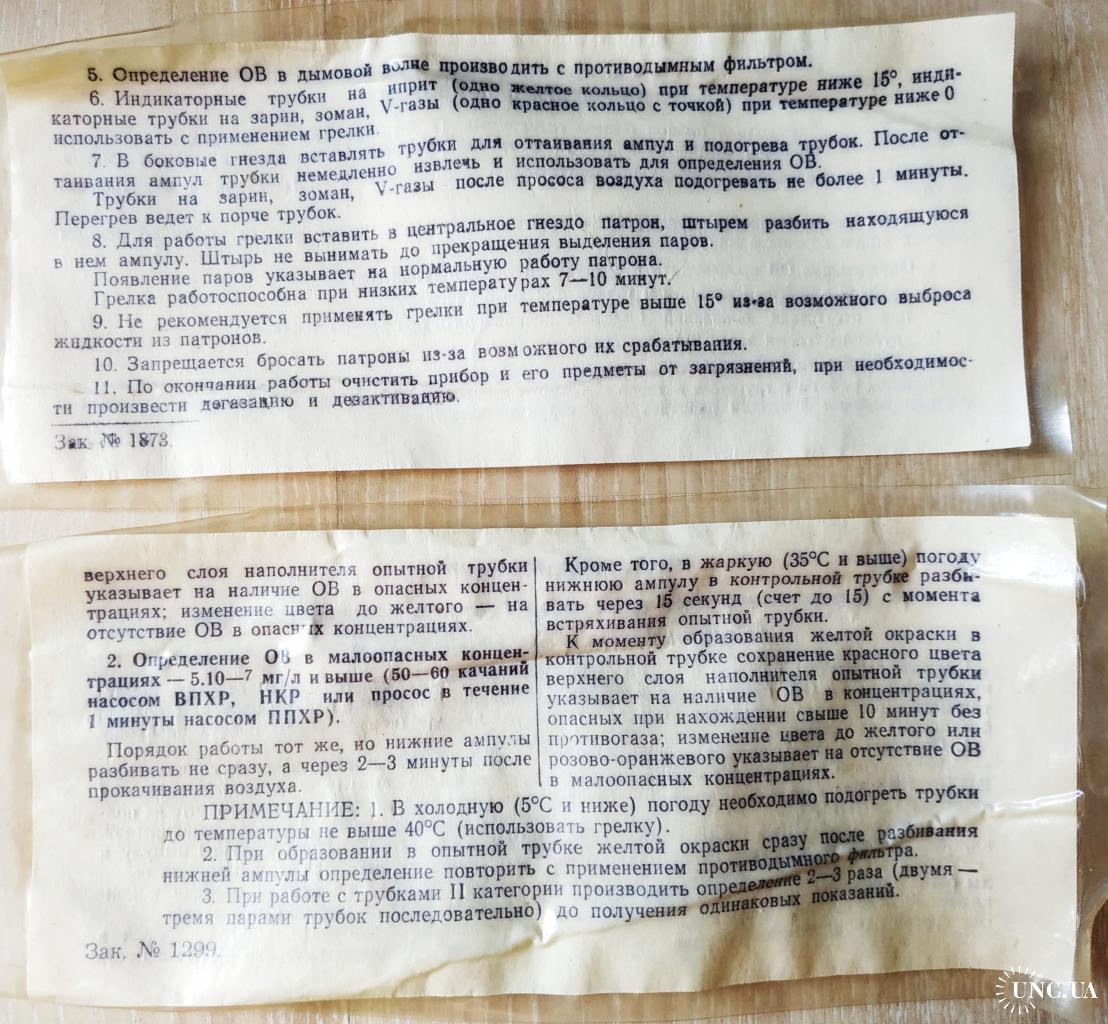 5. Определение ОВ в дымовой волне производить с противодымным фильтром.
6. Индикаторные трубки на иприт (одно желтое кольцо) при температуре ниже 15°, инди-
каторные трубки на зарин, зоман, V-газы (одно красное кольцо с точкой) при температуре ниже 0
использовать с применением грелки.
7. В боковые гнезда вставлять трубки для оттаивания ампул и подогрева трубок. После от-
таивания ампул трубки немедленно извлечь и использовать для определения ОВ.
Трубки на зарин, зоман, V-газы после прососа воздуха подогревать не более 1 минуты.
Перегрев ведет к порче трубок.
8. Для работы грелки вставить в центральное гнездо патрон, штырем разбить находящуюся
в нем ампулу. Штырь не вынимать до прекращения выделения паров.
Появление паров указывает на нормальную работу патрона.
Грелка работоспособна при низких температурах 7—10 минут.
9. Не рекомендуется применять грелки при температуре выше 15° из-за возможного выброса
жидкости из патронов.
10. Запрещается бросать патроны из-за возможного их срабатывания.
11. По окончании работы очистить прибор и его предметы от загрязнений, при необходимос-
ти произвести дегазацию и дезактивацию.
Зак. № 1873.
верхнего слоя наполнителя опытной трубки
указывает на наличие ОВ в опасных концен-
трациях; изменение цвета до желтого — на
отсутствие ОВ в опасных концентрациях.
2. Определение ОВ в малоопасных концен-
трациях — 5.10—7 мг/л и выше (50—60 качаний
насосом ВПХР, НКР или просос в течение
1 минуты насосом ППХР).
Порядок работы тот же, но нижние ампулы
разбивать не сразу, а через 2—3 минуты после
прокачивания воздуха.
Кроме того, в жаркую (35°С и выше) погоду
нижнюю ампулу в контрольной трубке разби-
вать через 15 секунд (счет до 15) с момента
встряхивания опытной трубки.
К моменту образования желтой окраски в
контрольной трубке сохранение красного цвета
верхнего слоя наполнителя опытной трубки
указывает на наличие ОВ в концентрациях,
опасных при нахождении свыше 10 минут без
противогаза; изменение цвета до желтого или
розово-оранжевого указывает на отсутствие ОВ
в малоопасных концентрациях.
ПРИМЕЧАНИЕ: 1. В холодную (5°С и ниже) погоду необходимо подогреть трубки
до температуры не выше 40°С (использовать грелку).
2. При образовании в опытной трубке желтой окраски сразу после разбивания
нижней ампулы определение повторить с применением противодымного фильтра.
3. При работе с трубками II категории производить определение 2—3 раза (двумя —
тремя парами трубок последовательно) до получения одинаковых показаний.
Зак. № 1299.
UNC.UA